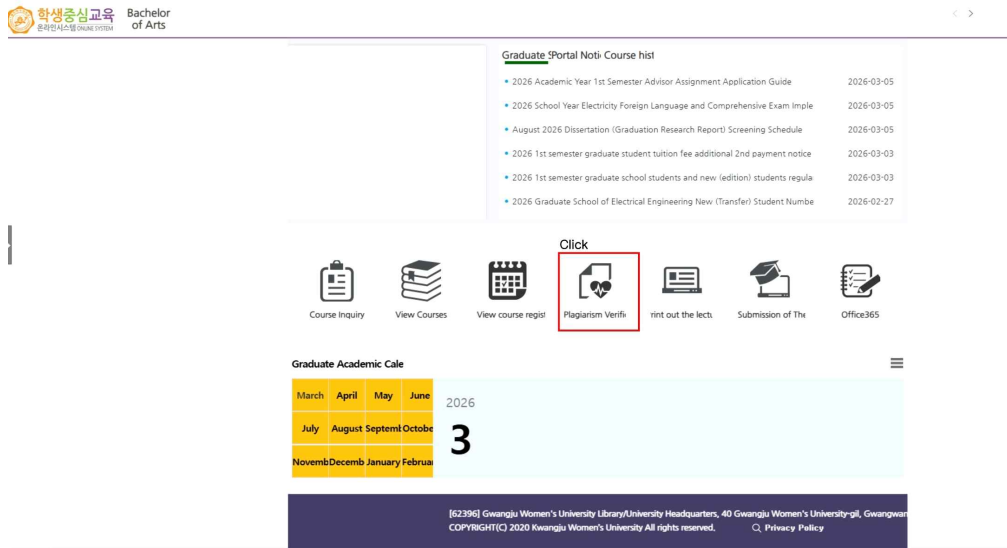 학생중심교육
온라인시스템 ONLINE SYSTEM
Bachelor
of Arts
Graduate SPortal Noti Course hist
2026 Academic Year 1st Semester Advisor Assignment Application Guide 2026-03-05
2026 School Year Electricity Foreign Language and Comprehensive Exam Imple 2026-03-05
August 2026 Dissertation (Graduation Research Report) Screening Schedule 2026-03-05
2026 1st semester graduate student tuition fee additional 2nd payment notice 2026-03-03
2026 1st semester graduate school students and new (edition) students regula 2026-03-03
2026 Graduate School of Electrical Engineering New (Transfer) Student Numbe 2026-02-27
Click
Course Inquiry View Courses View course regist Plagiarism Verific rint out the lectu Submission of The Office365
Graduate Academic Cale
March April May June
July August Septemb Octobe
Novemb Decemb January Februar
2026
3
[62396] Gwangju Women's University Library/University Headquarters, 40 Gwangju Women's University-gil, Gwangwan
COPYRIGHT(C) 2020 Kwangju Women's University All rights reserved. Privacy Policy